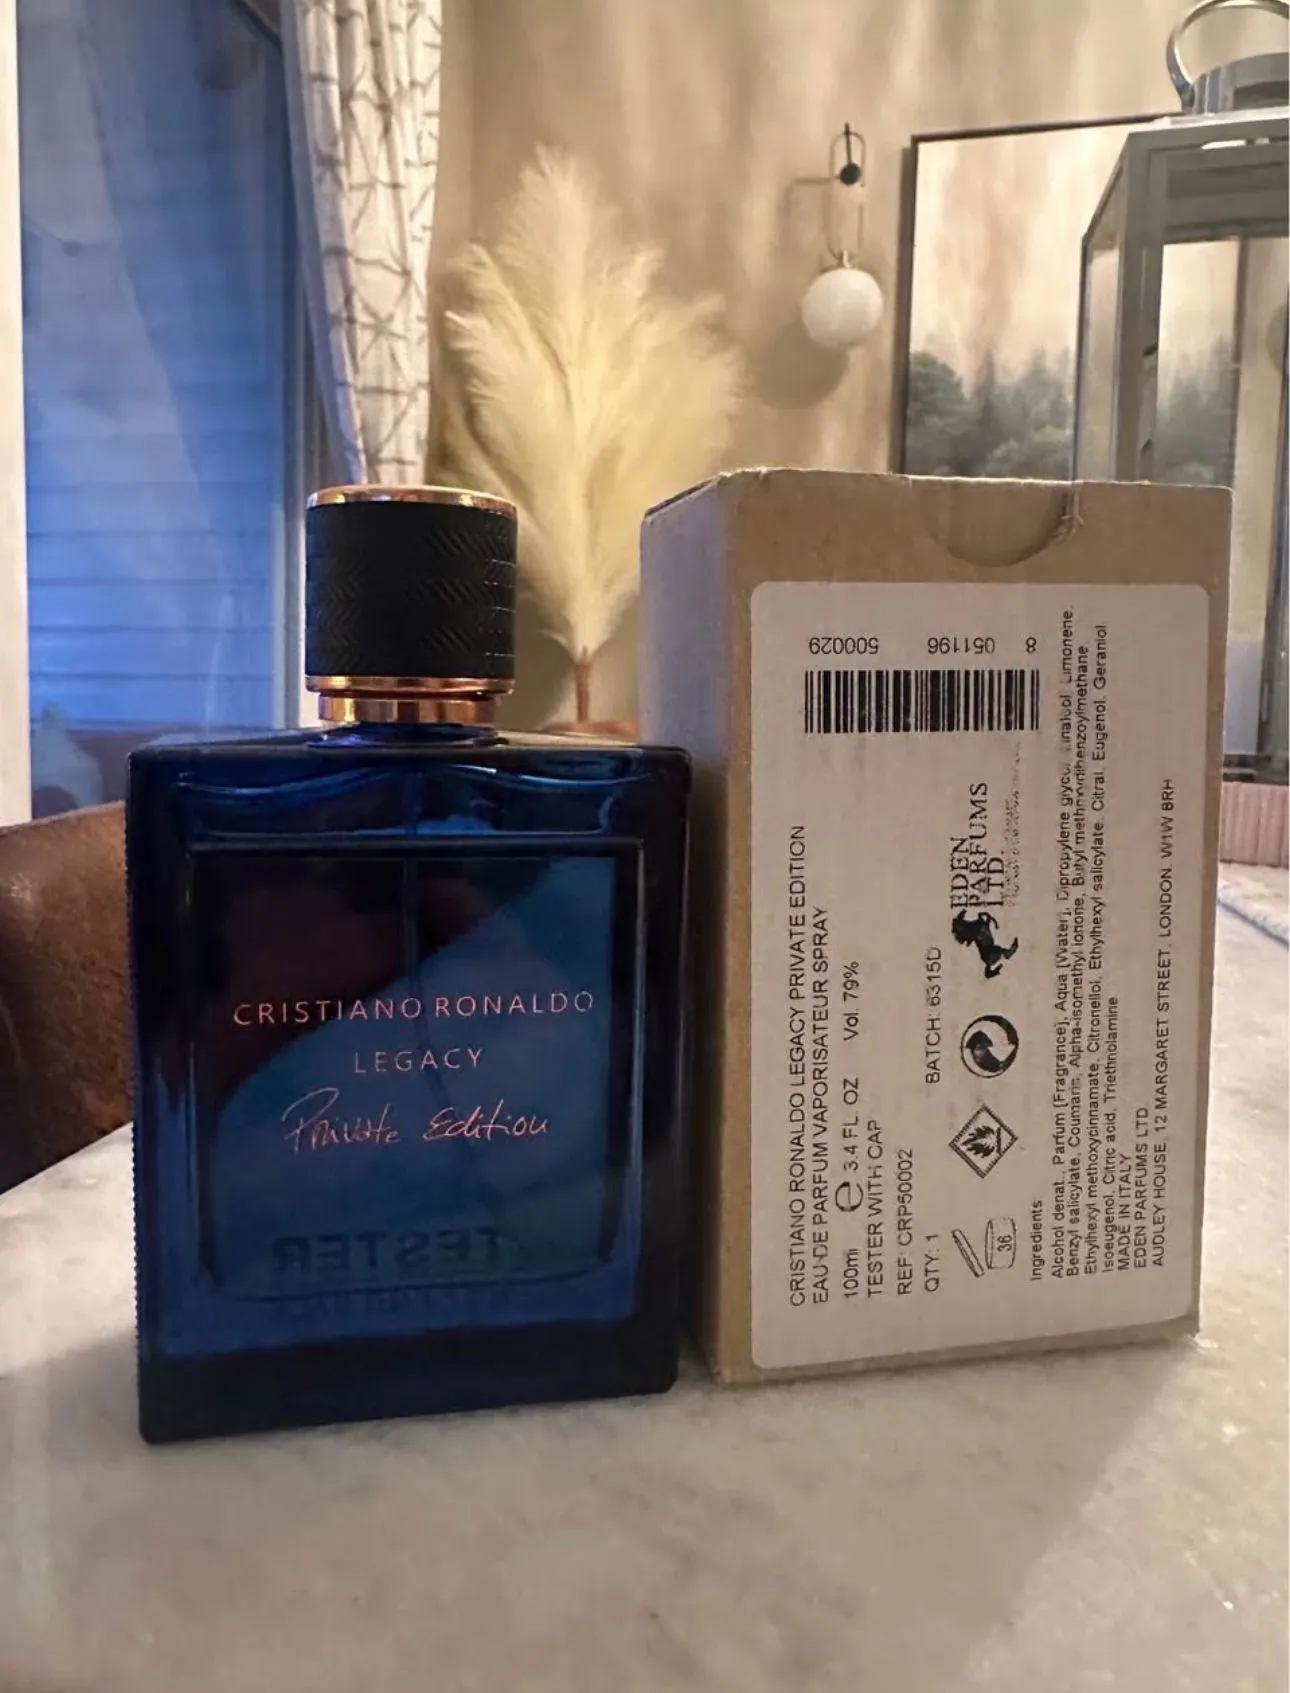 CRISTIANO RONALDO
LEGACY
Private Edition
TESTER
8 051196 500029
CRISTIANO RONALDO LEGACY PRIVATE EDITION
EAU DE PARFUM VAPORISATEUR SPRAY
100ml e 3.4 FL. OZ Vol. 79%
TESTER WITH CAP
REF: CRP50002
QTY: 1 BATCH: 6315D
36
EDEN
PARFUMS
LTD.
Ingredients
Alcohol denat., Parfum [Fragrance], Aqua [Water], Dipropylene glycol, Linalool, Limonene,
Benzyl salicylate, Coumarin, Alpha-isomethyl ionone, Butyl methoxydibenzoylmethane,
Ethylhexyl methoxycinnamate, Citronellol, Ethylhexyl salicylate, Citral, Eugenol, Geraniol
Isoeugenol, Citric acid, Triethnolamine
MADE IN ITALY
EDEN PARFUMS LTD.
AUDLEY HOUSE, 12 MARGARET STREET, LONDON. W1W 8RH